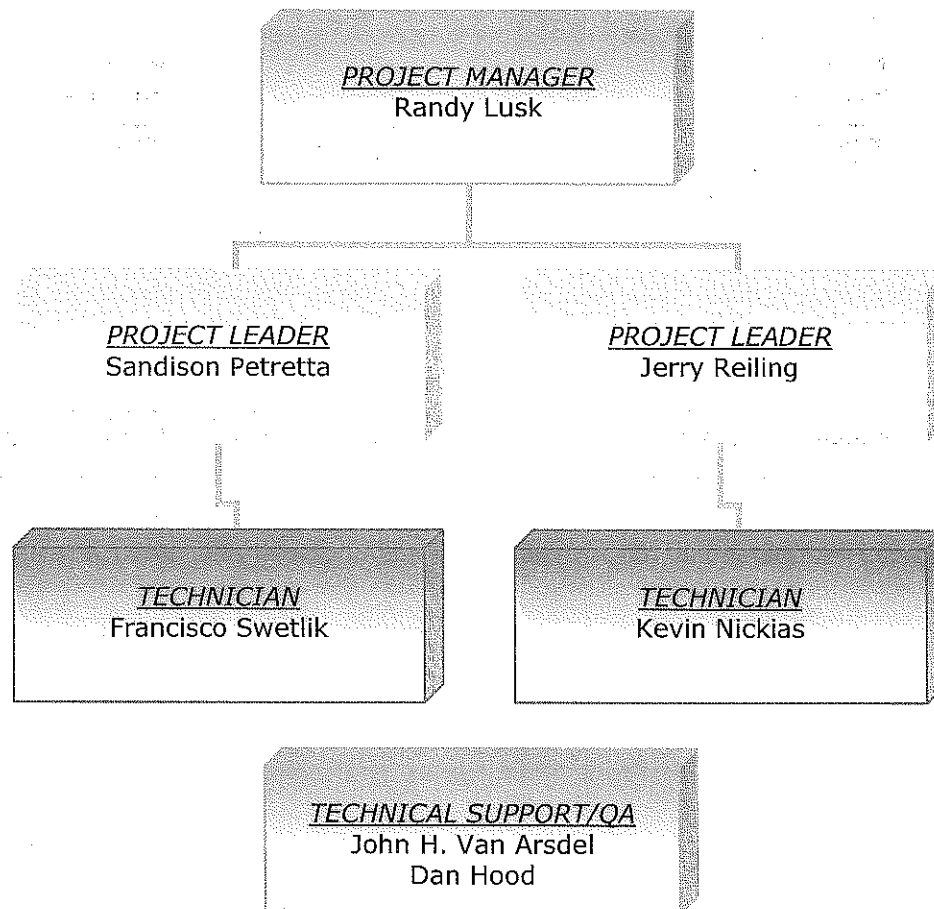 PROJECT MANAGER
Randy Lusk
PROJECT LEADER
Sandison Petretta
PROJECT LEADER
Jerry Reiling
TECHNICIAN
Francisco Swetlik
TECHNICIAN
Kevin Nickias
TECHNICAL SUPPORT/QA
John H. Van Arsdel
Dan Hood